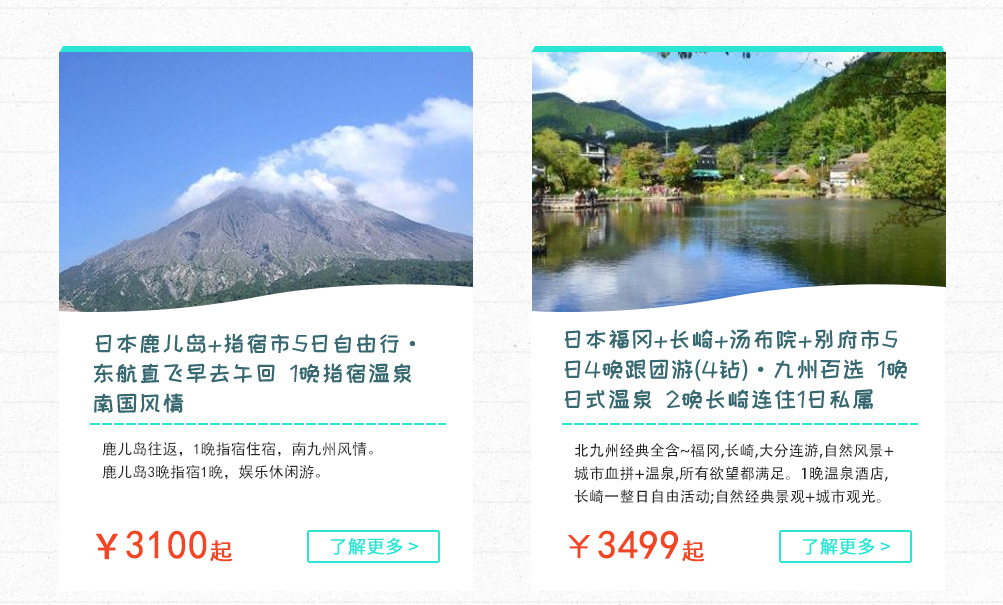 日本鹿儿岛+指宿市5日自由行·
东航直飞早去午回 1晚指宿温泉
南国风情
鹿儿岛往返，1晚指宿住宿，南九州风情。
鹿儿岛3晚指宿1晚，娱乐休闲游。
￥3100起
了解更多 >
日本福冈+长崎+汤布院+别府市5
日4晚跟团游(4钻)·九州百选 1晚
日式温泉 2晚长崎连住1日私属
北九州经典全含~福冈,长崎,大分连游,自然风景+
城市血拼+温泉,所有欲望都满足。1晚温泉酒店,
长崎一整日自由活动;自然经典景观+城市观光。
￥3499起
了解更多 >